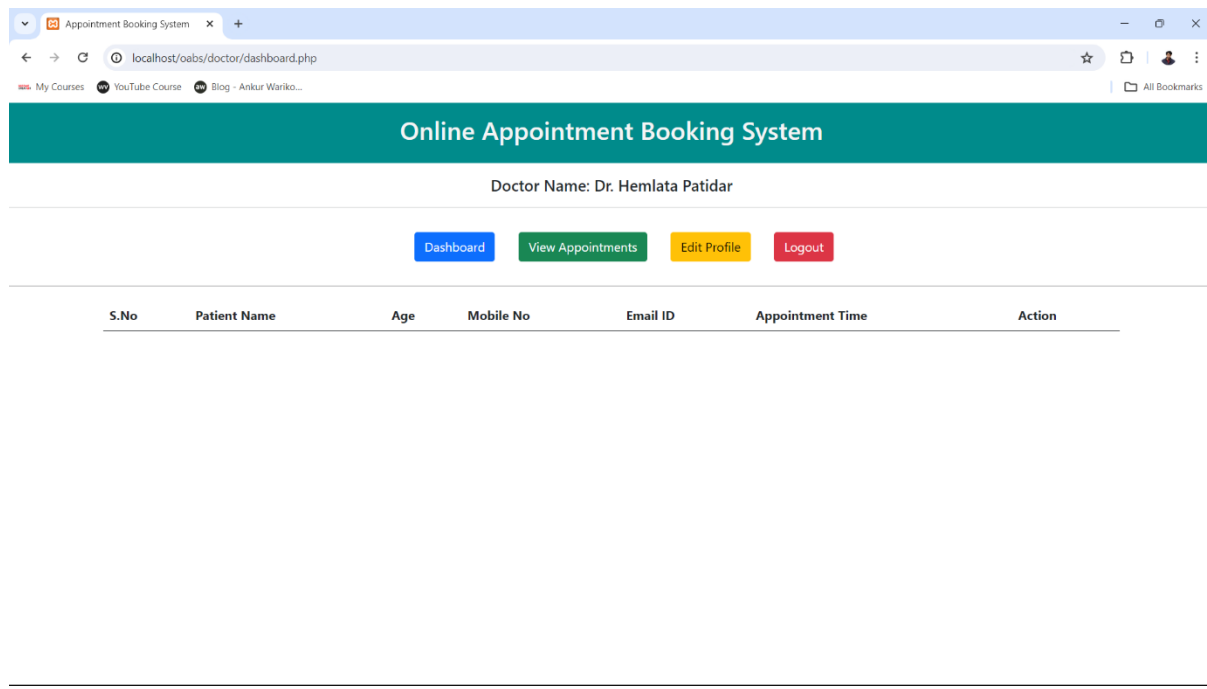 Appointment Booking System
localhost/oabs/doctor/dashboard.php
My Courses YouTube Course Blog - Ankur Wariko... All Bookmarks
Online Appointment Booking System
Doctor Name: Dr. Hemlata Patidar
Dashboard View Appointments Edit Profile Logout
S.No Patient Name Age Mobile No Email ID Appointment Time Action